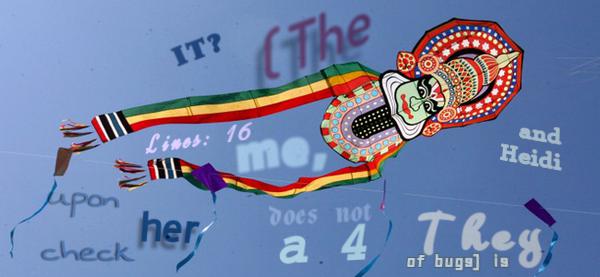 IT?
(The
Lines: 16
me,
and
Heidi
upon
check
her
does not
a 4
They
of bugs) is